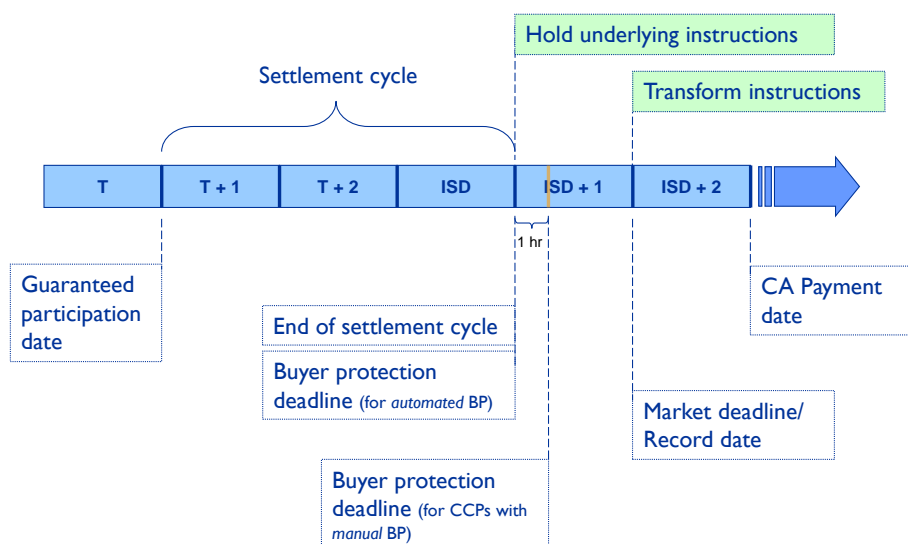 Hold underlying instructions
Settlement cycle
Transform instructions
T
T + 1
T + 2
ISD
ISD + 1
ISD + 2
1 hr
Guaranteed
participation
date
CA Payment
date
End of settlement cycle
Buyer protection
deadline (for automated BP)
Market deadline/
Record date
Buyer protection
deadline (for CCPs with
manual BP)